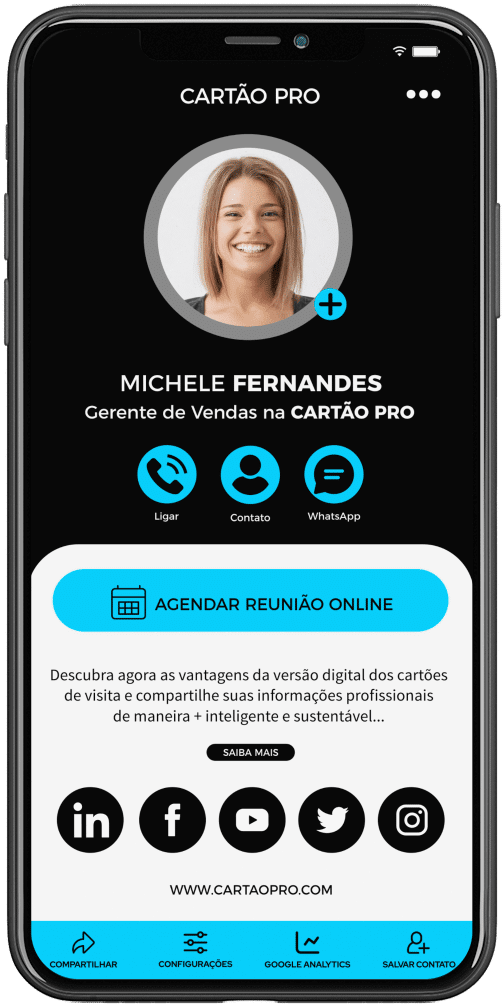 CARTÃO PRO
MICHELE FERNANDES
Gerente de Vendas na CARTÃO PRO
Ligar
Contato
WhatsApp
AGENDAR REUNIÃO ONLINE
Descubra agora as vantagens da versão digital dos cartões
de visita e compartilhe suas informações profissionais
de maneira + inteligente e sustentável...
SAIBA MAIS
in
f
WWW.CARTAOPRO.COM
COMPARTILHAR
CONFIGURAÇÕES
GOOGLE ANALYTICS
SALVAR CONTATO